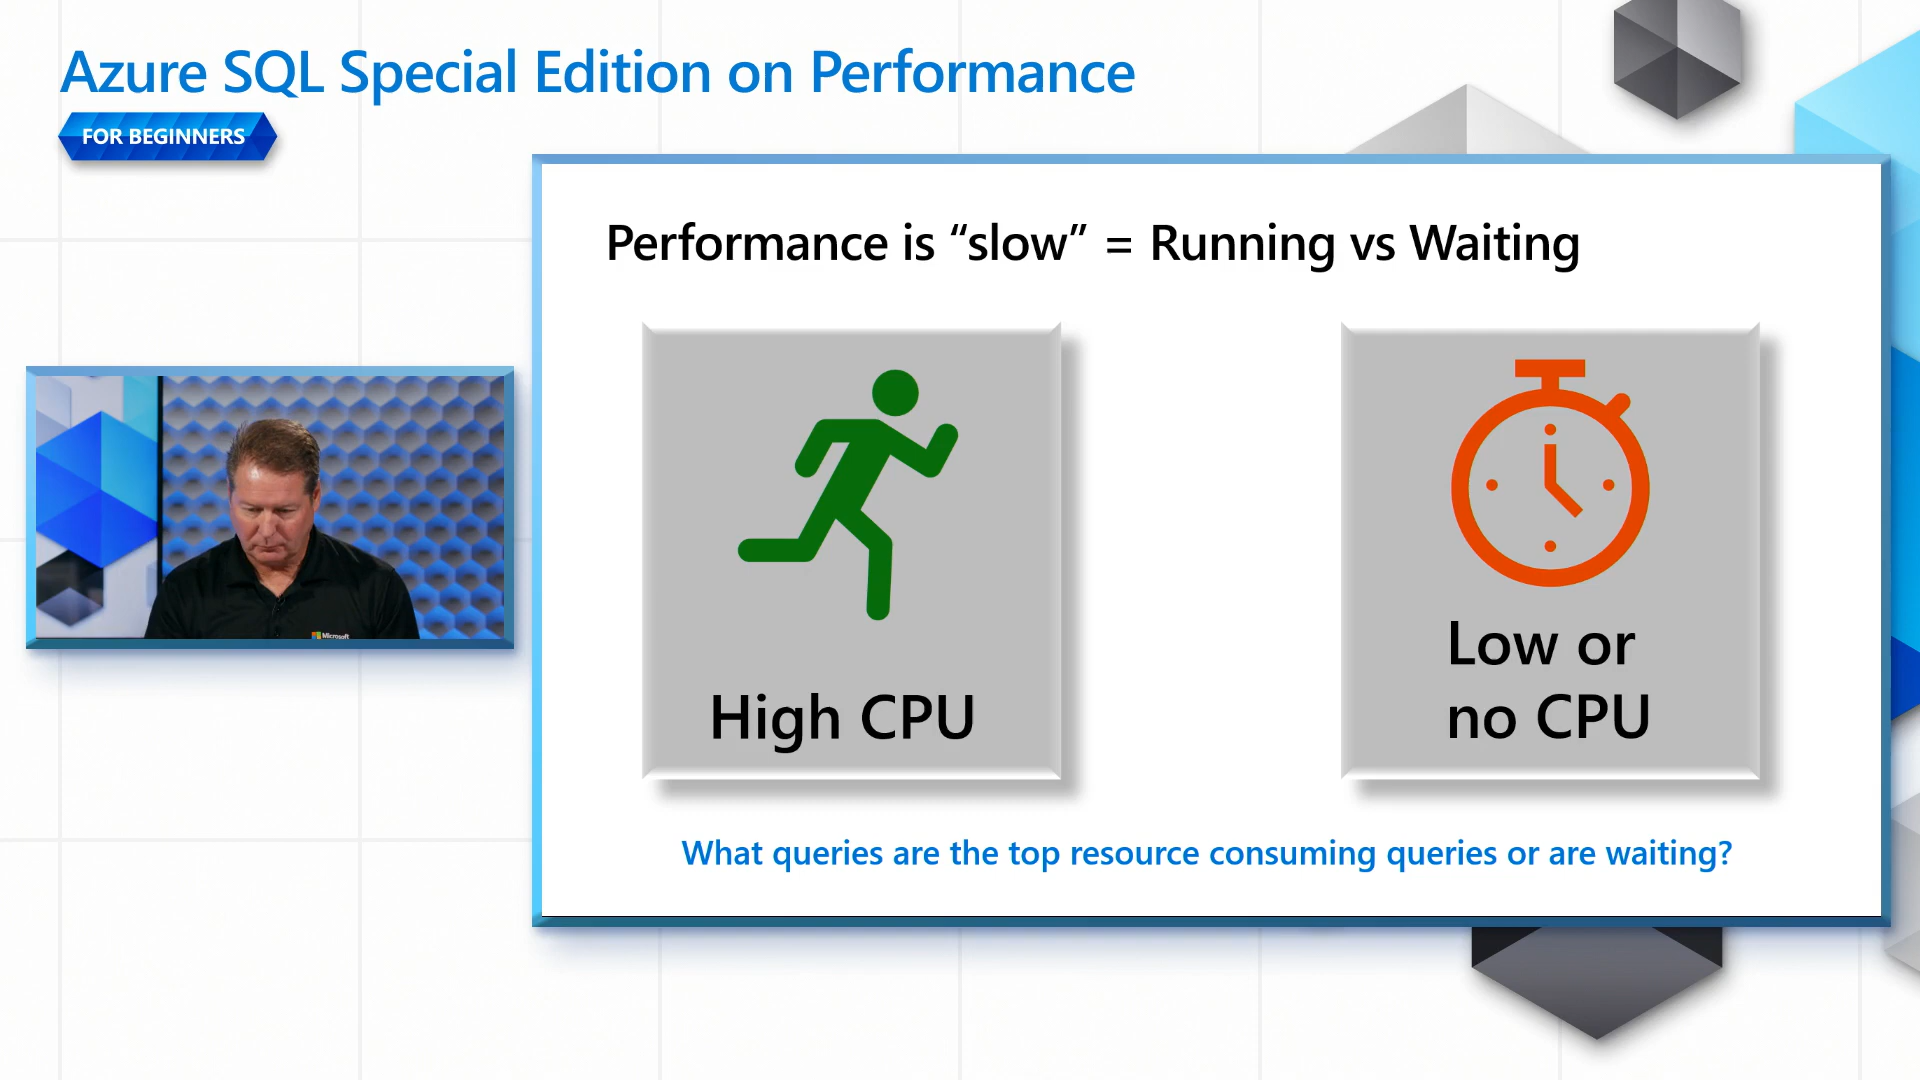 Azure SQL Special Edition on Performance
FOR BEGINNERS
Performance is “slow” = Running vs Waiting
High CPU
Low or
no CPU
What queries are the top resource consuming queries or are waiting?
Microsoft